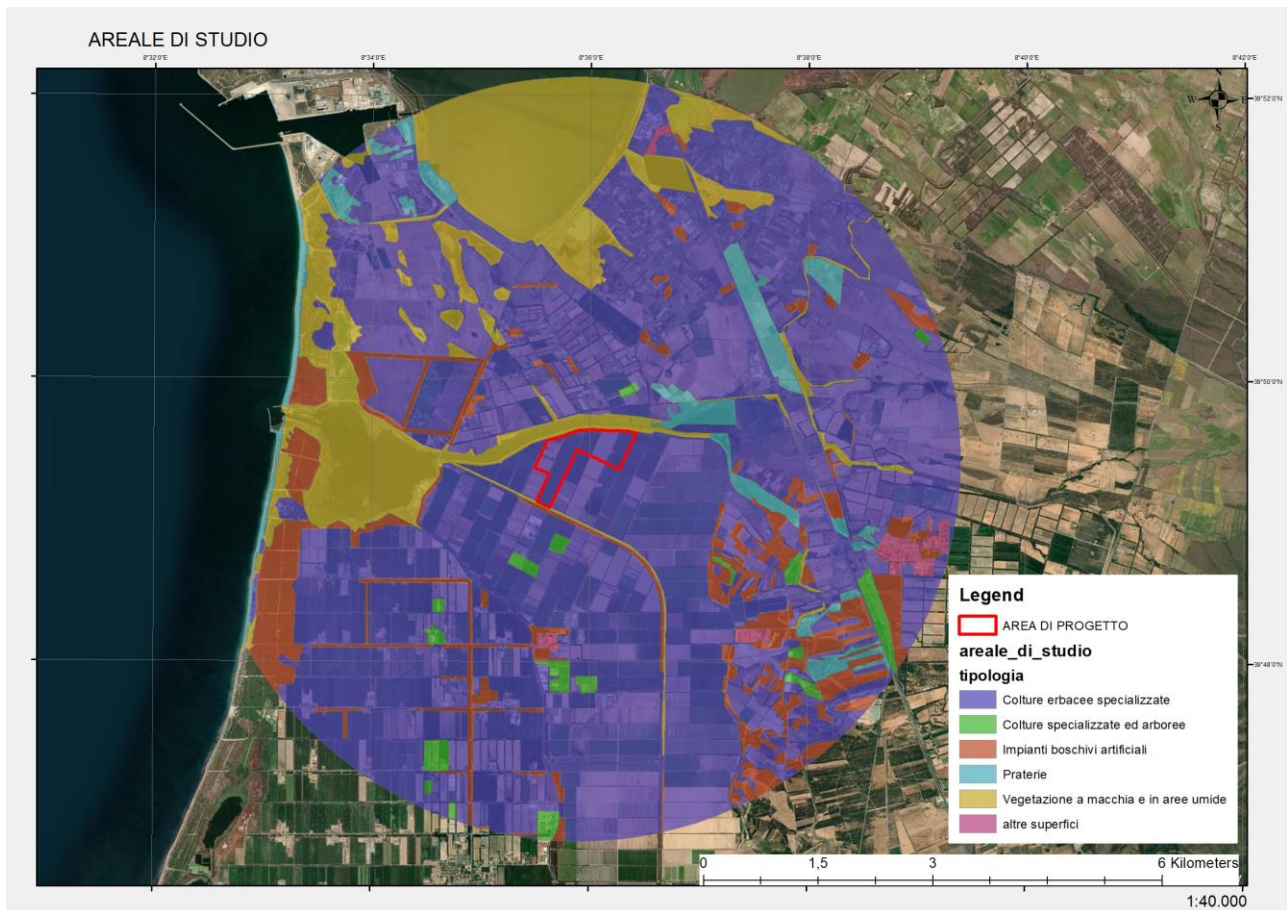 AREALE DI STUDIO
8°32'0"E 8°34'0"E 8°36'0"E 8°38'0"E 8°40'0"E 8°42'0"E
N
W E
S
39°52'0"N
39°50'0"N
39°48'0"N
Legend
AREA DI PROGETTO
areale_di_studio
tipologia
Colture erbacee specializzate
Colture specializzate ed arboree
Impianti boschivi artificiali
Praterie
Vegetazione a macchia e in aree umide
altre superfici
0 1,5 3 6 Kilometers
1:40.000